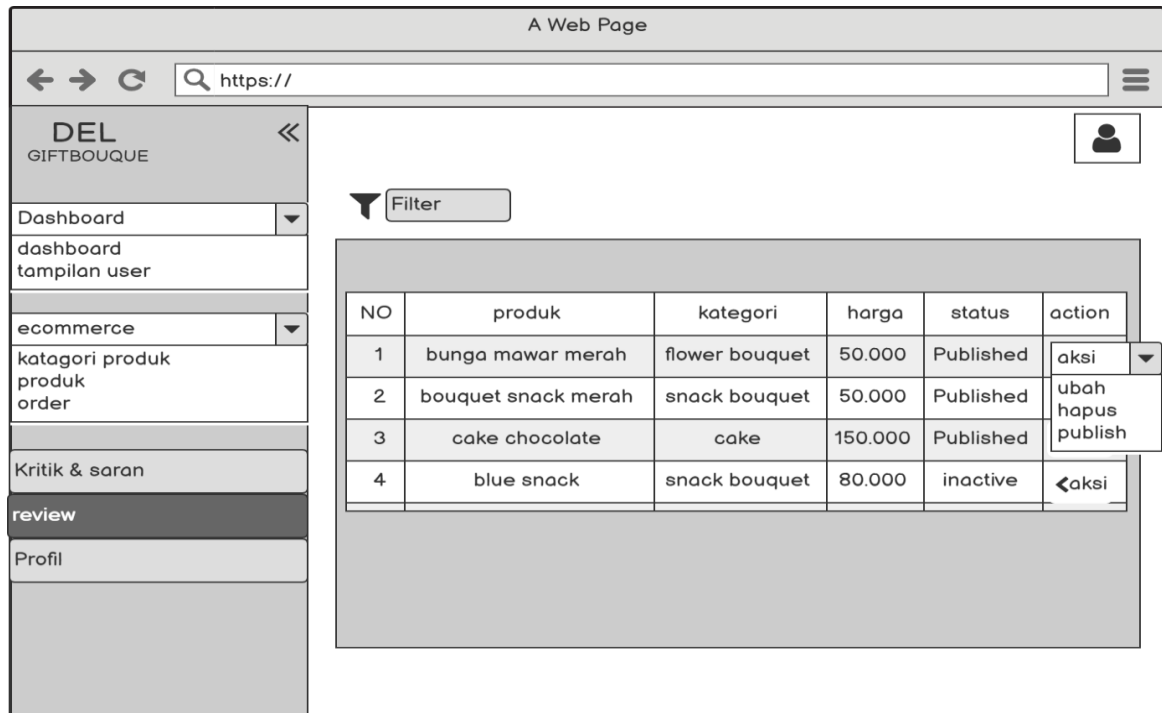 A Web Page
https://
DEL
GIFTBOUQUE
Dashboard
dashboard
tampilan user
ecommerce
katagori produk
produk
order
Kritik & saran
review
Profil
Filter
NO produk kategori harga status action
1 bunga mawar merah flower bouquet 50.000 Published aksi
2 bouquet snack merah snack bouquet 50.000 Published
3 cake chocolate cake 150.000 Published
4 blue snack snack bouquet 80.000 inactive <aksi
ubah
hapus
publish